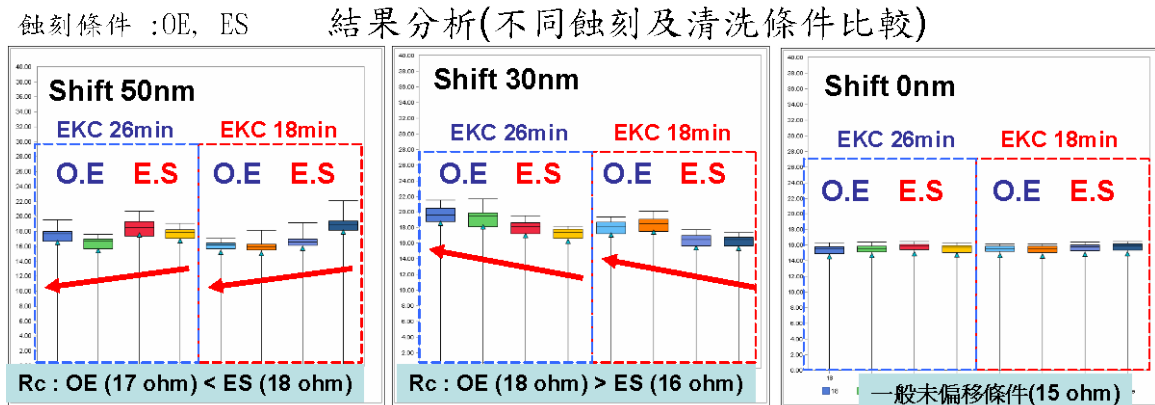 蝕刻條件 :OE, ES
結果分析(不同蝕刻及清洗條件比較)
Shift 50nm
EKC 26min
EKC 18min
O.E
E.S
O.E
E.S
Rc : OE (17 ohm) < ES (18 ohm)
Shift 30nm
EKC 26min
EKC 18min
O.E
E.S
O.E
E.S
Rc : OE (18 ohm) > ES (16 ohm)
Shift 0nm
EKC 26min
EKC 18min
O.E
E.S
O.E
E.S
一般未偏移條件(15 ohm)